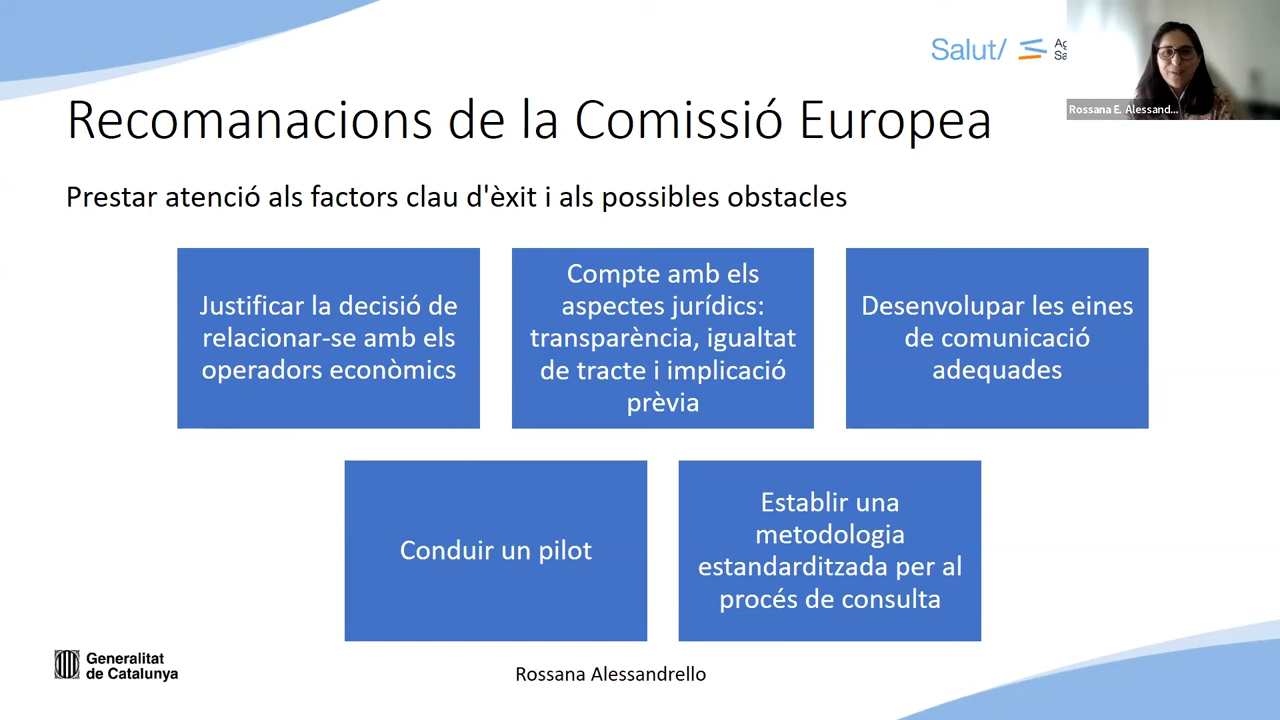 Salut/
Ag
Sa
Rossana E. Alessand...
Recomanacions de la Comissió Europea
Prestar atenció als factors clau d'èxit i als possibles obstacles
Justificar la decisió de
relacionar-se amb els
operadors econòmics
Compte amb els
aspectes jurídics:
transparència, igualtat
de tracte i implicació
prèvia
Desenvolupar les eines
de comunicació
adequades
Conduir un pilot
Establir una
metodologia
estandarditzada per al
procés de consulta
Generalitat
de Catalunya
Rossana Alessandrello